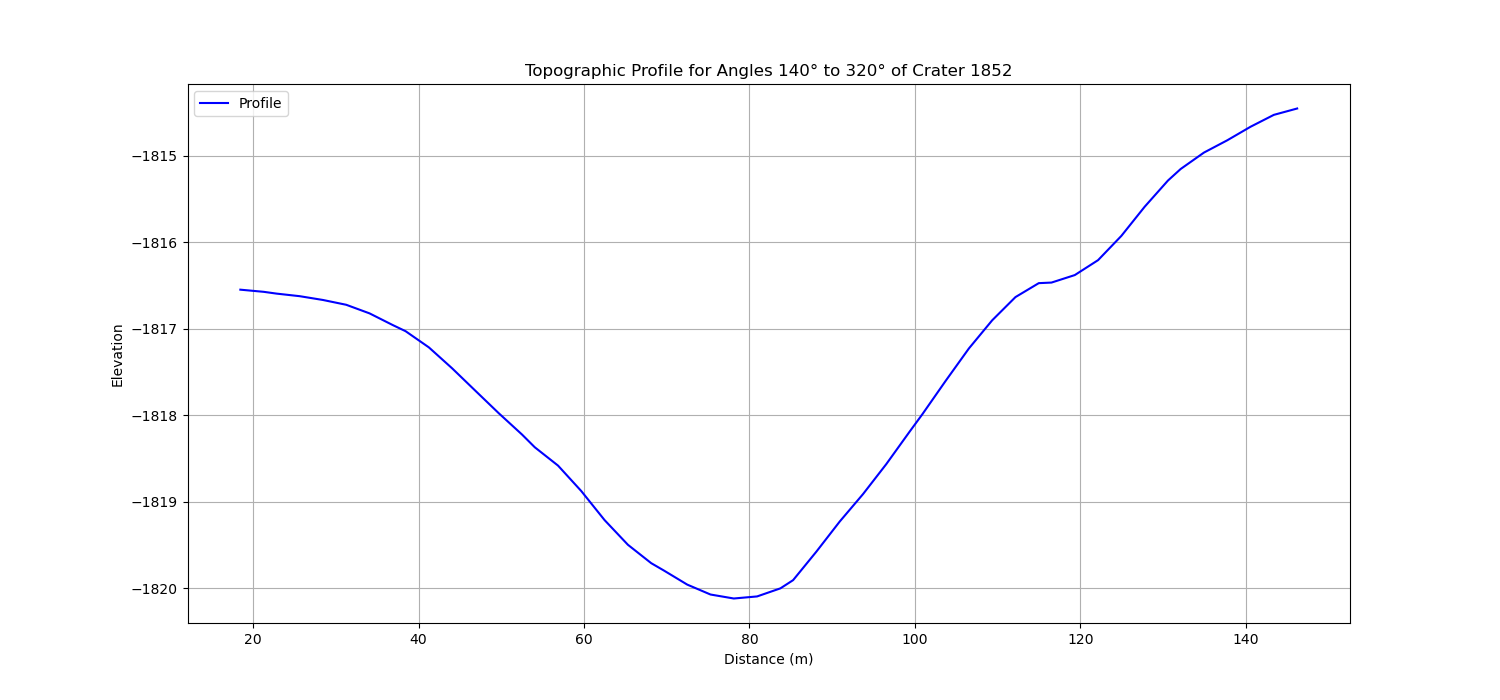 Topographic Profile for Angles 140° to 320° of Crater 1852
Profile
Elevation
−1815
−1816
−1817
−1818
−1819
−1820
20 40 60 80 100 120 140
Distance (m)